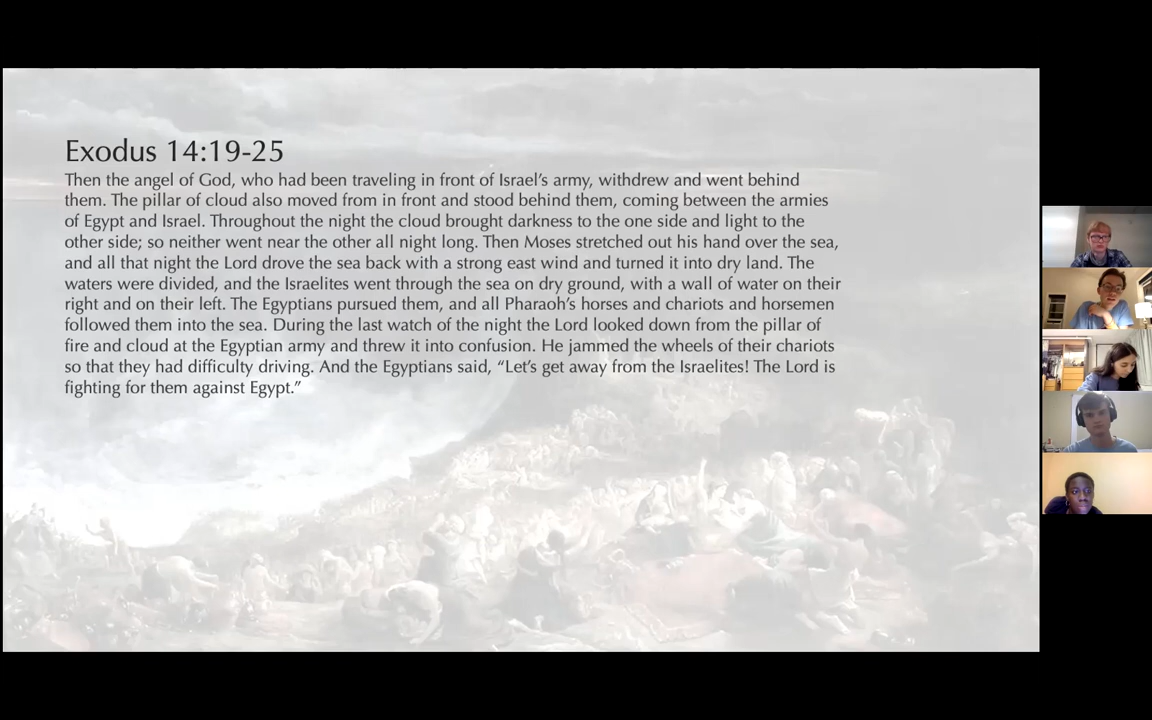 Exodus 14:19-25
Then the angel of God, who had been traveling in front of Israel’s army, withdrew and went behind
them. The pillar of cloud also moved from in front and stood behind them, coming between the armies
of Egypt and Israel. Throughout the night the cloud brought darkness to the one side and light to the
other side; so neither went near the other all night long. Then Moses stretched out his hand over the sea,
and all that night the Lord drove the sea back with a strong east wind and turned it into dry land. The
waters were divided, and the Israelites went through the sea on dry ground, with a wall of water on their
right and on their left. The Egyptians pursued them, and all Pharaoh’s horses and chariots and horsemen
followed them into the sea. During the last watch of the night the Lord looked down from the pillar of
fire and cloud at the Egyptian army and threw it into confusion. He jammed the wheels of their chariots
so that they had difficulty driving. And the Egyptians said, “Let’s get away from the Israelites! The Lord is
fighting for them against Egypt.”